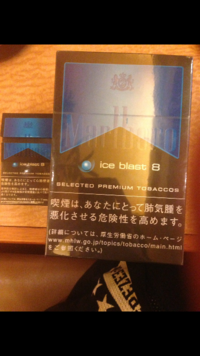 Marlboro
ice blast 8
SELECTED PREMIUM TOBACCOS
喫煙は、あなたにとって肺気腫を
悪化させる危険性を高めます。
(詳細については、厚生労働省のホーム・ページ
www.mhlw.go.jp/topics/tobacco/main.html
をご参照ください。)